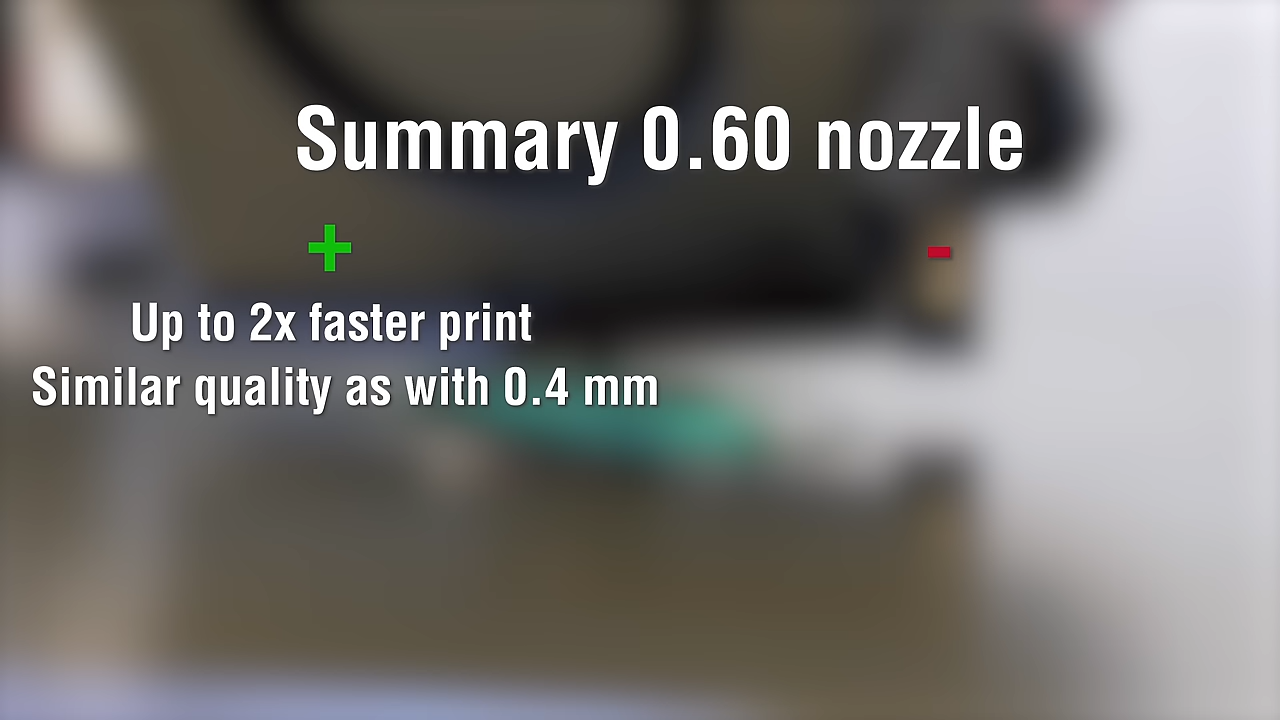 Summary 0.60 nozzle
+
-
Up to 2x faster print
Similar quality as with 0.4 mm